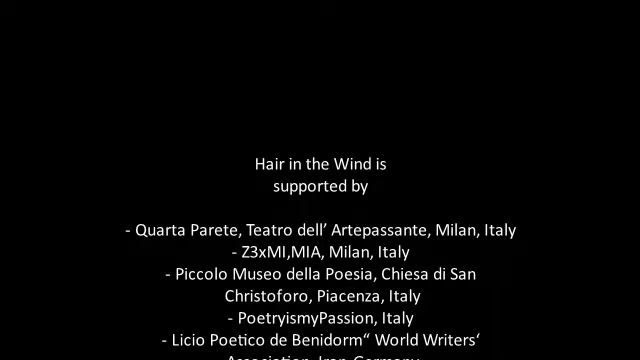 Hair in the Wind is
supported by
- Quarta Parete, Teatro dell’ Artepassante, Milan, Italy
- Z3xMI,MIA, Milan, Italy
- Piccolo Museo della Poesia, Chiesa di San
Christoforo, Piacenza, Italy
- PoetryismyPassion, Italy
- Licio Poetico de Benidorm“ World Writers‘
Association, Iran-Germany